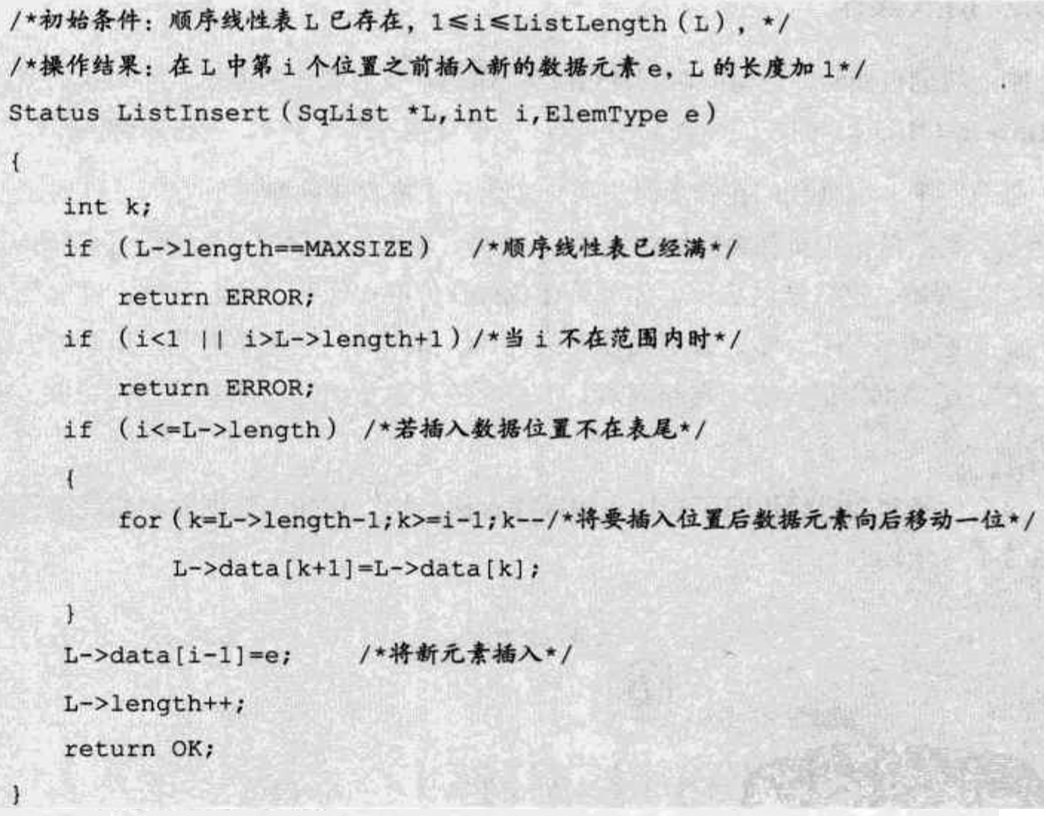 /*初始条件：顺序线性表 L 已存在，1≤i≤ListLength（L），*/
/*操作结果：在 L 中第 i 个位置之前插入新的数据元素 e，L 的长度加 1*/
Status ListInsert（SqList *L,int i,ElemType e）
{
int k;
if （L->length==MAXSIZE） /*顺序线性表已经满*/
return ERROR;
if （i<1 || i>L->length+1）/*当 i 不在范围内时*/
return ERROR;
if （i<=L->length） /*若插入数据位置不在表尾*/
{
for（k=L->length-1;k>=i-1;k--/*将要插入位置后数据元素向后移动一位*/
L->data[k+1]=L->data[k];
}
L->data[i-1]=e; /*将新元素插入*/
L->length++;
return OK;
}